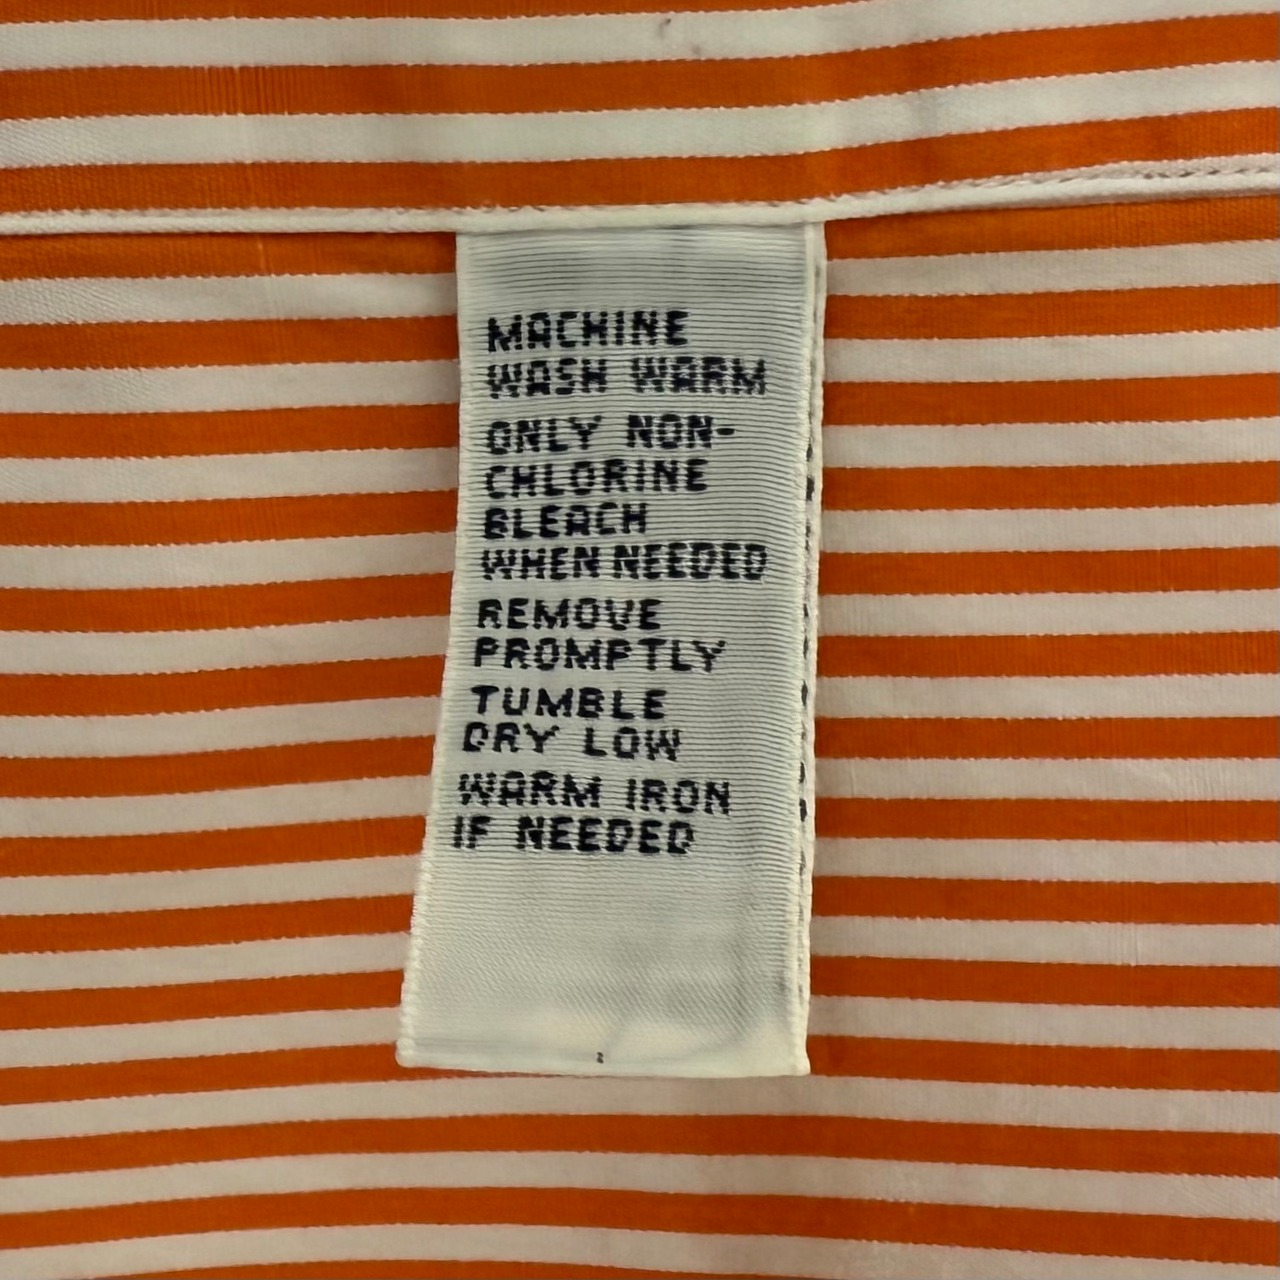 MACHINE
WASH WARM
ONLY NON-
CHLORINE
BLEACH
WHEN NEEDED
REMOVE
PROMPTLY
TUMBLE
DRY LOW
WARM IRON
IF NEEDED